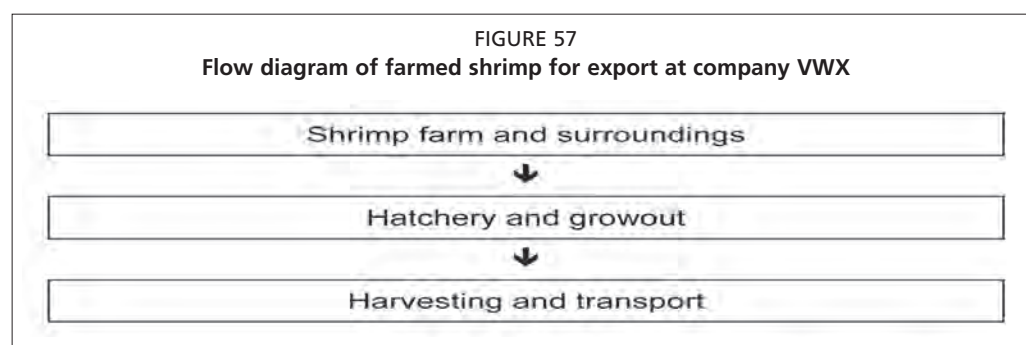 FIGURE 57
Flow diagram of farmed shrimp for export at company VWX
Shrimp farm and surroundings
Hatchery and growout
Harvesting and transport